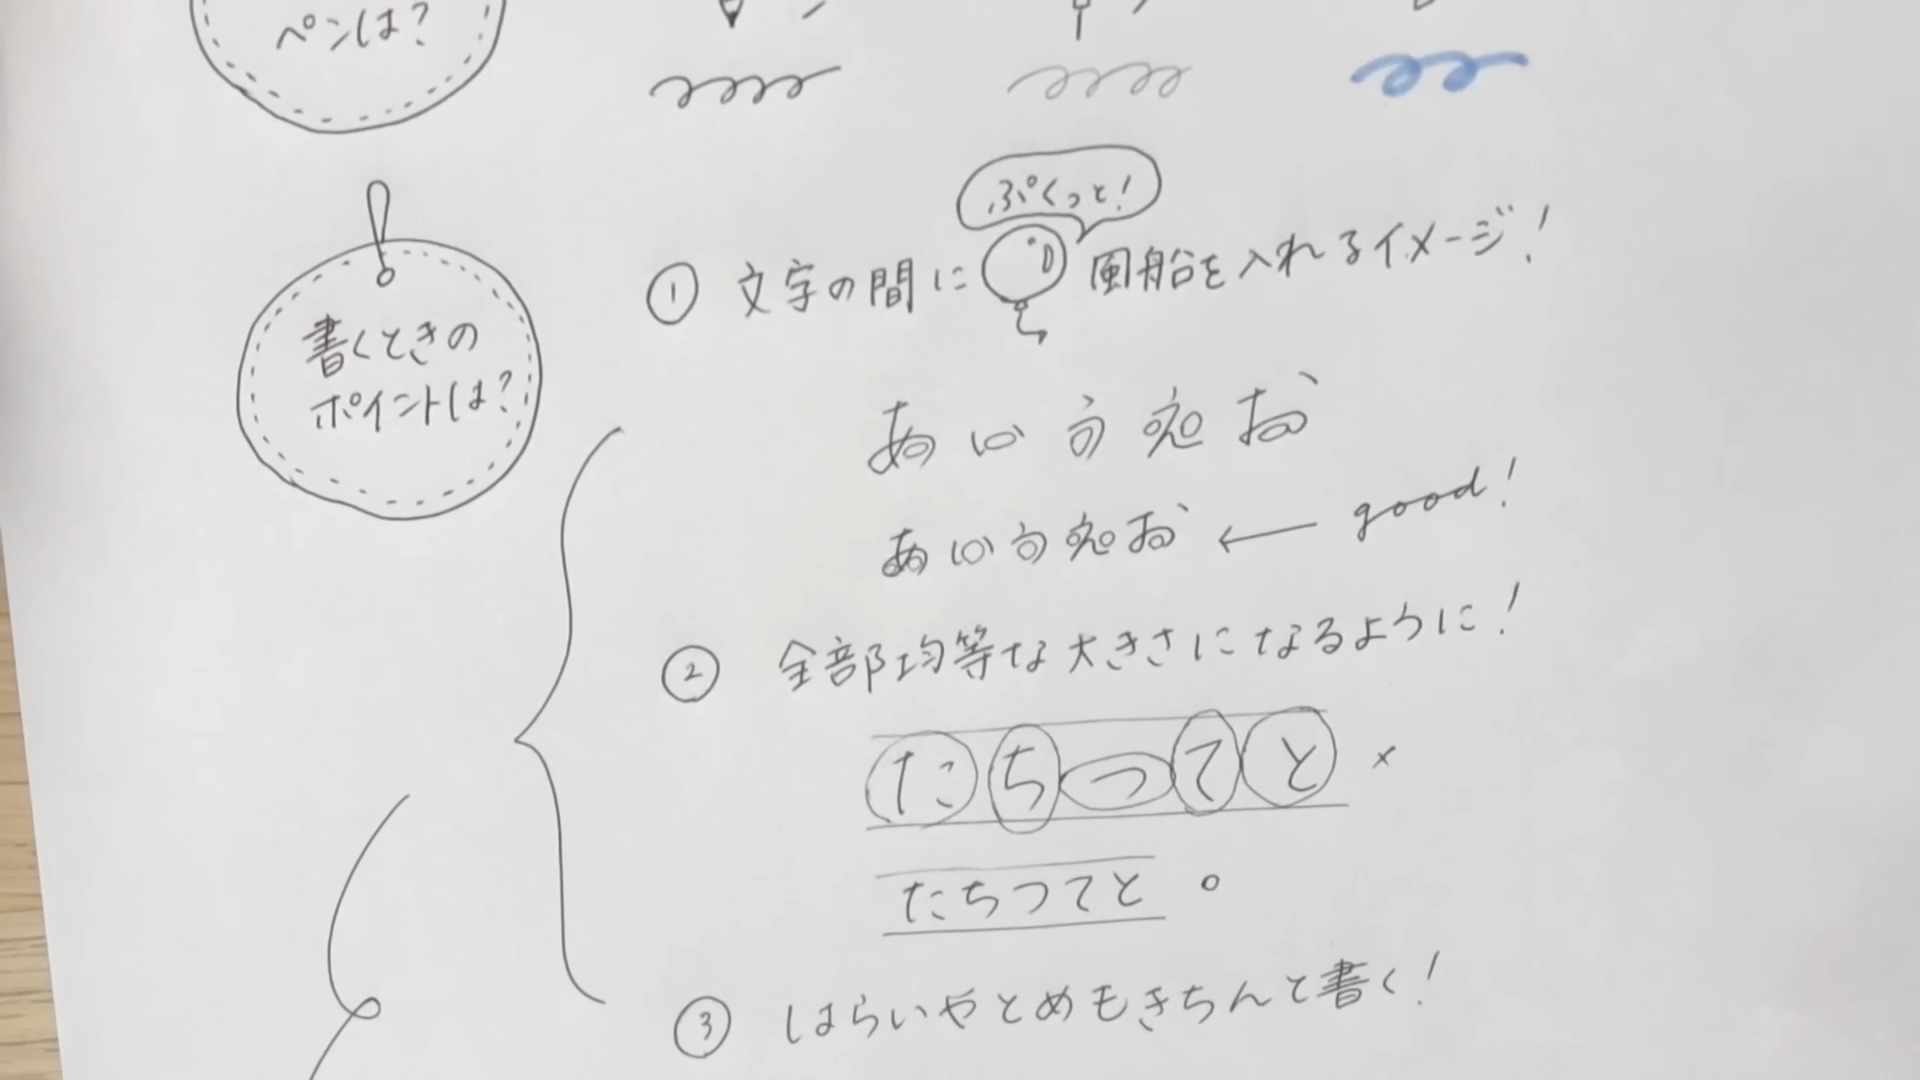 ペンは?
ぷくっと!
① 文字の間に 風船を入れるイメージ!
書くときの
ポイントは?
あいうえお
あいうえお ← good!
② 全部均等な大きさになるように!
たちつてと ×
たちつてと ○
③ はらいやとめもきちんと書く!